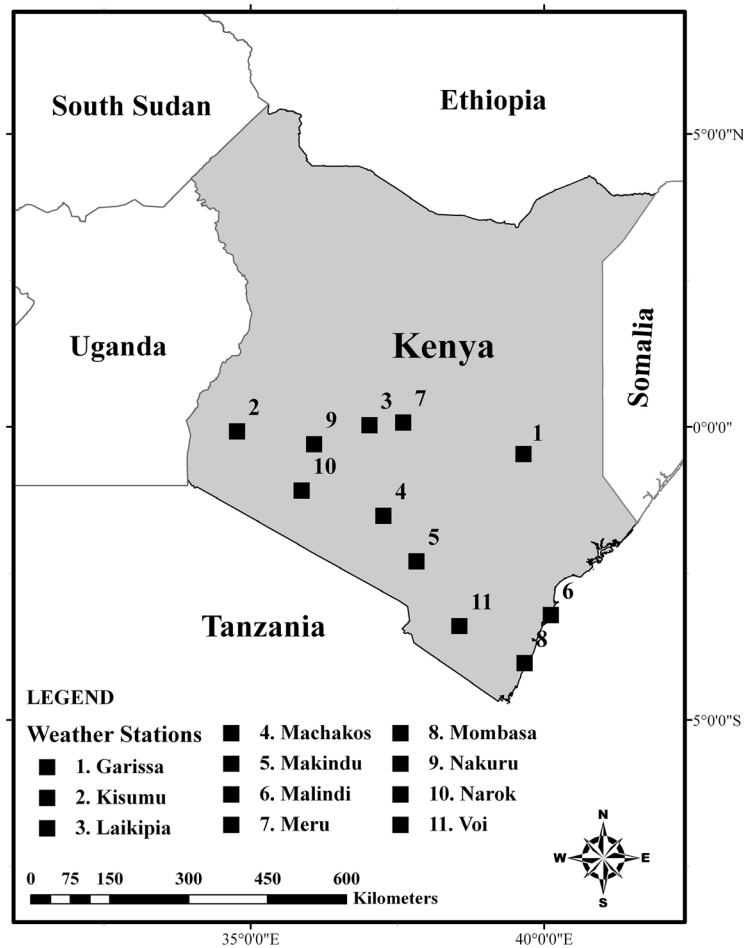 South Sudan
Ethiopia
5°0'0"N
Uganda
Kenya
Somalia
0°0'0"
2
9
3
7
1
10
4
5
6
11
8
Tanzania
5°0'0"S
LEGEND
Weather Stations
1. Garissa
2. Kisumu
3. Laikipia
4. Machakos
5. Makindu
6. Malindi
7. Meru
8. Mombasa
9. Nakuru
10. Narok
11. Voi
N
W E
S
0 75 150 300 450 600
Kilometers
35°0'0"E 40°0'0"E